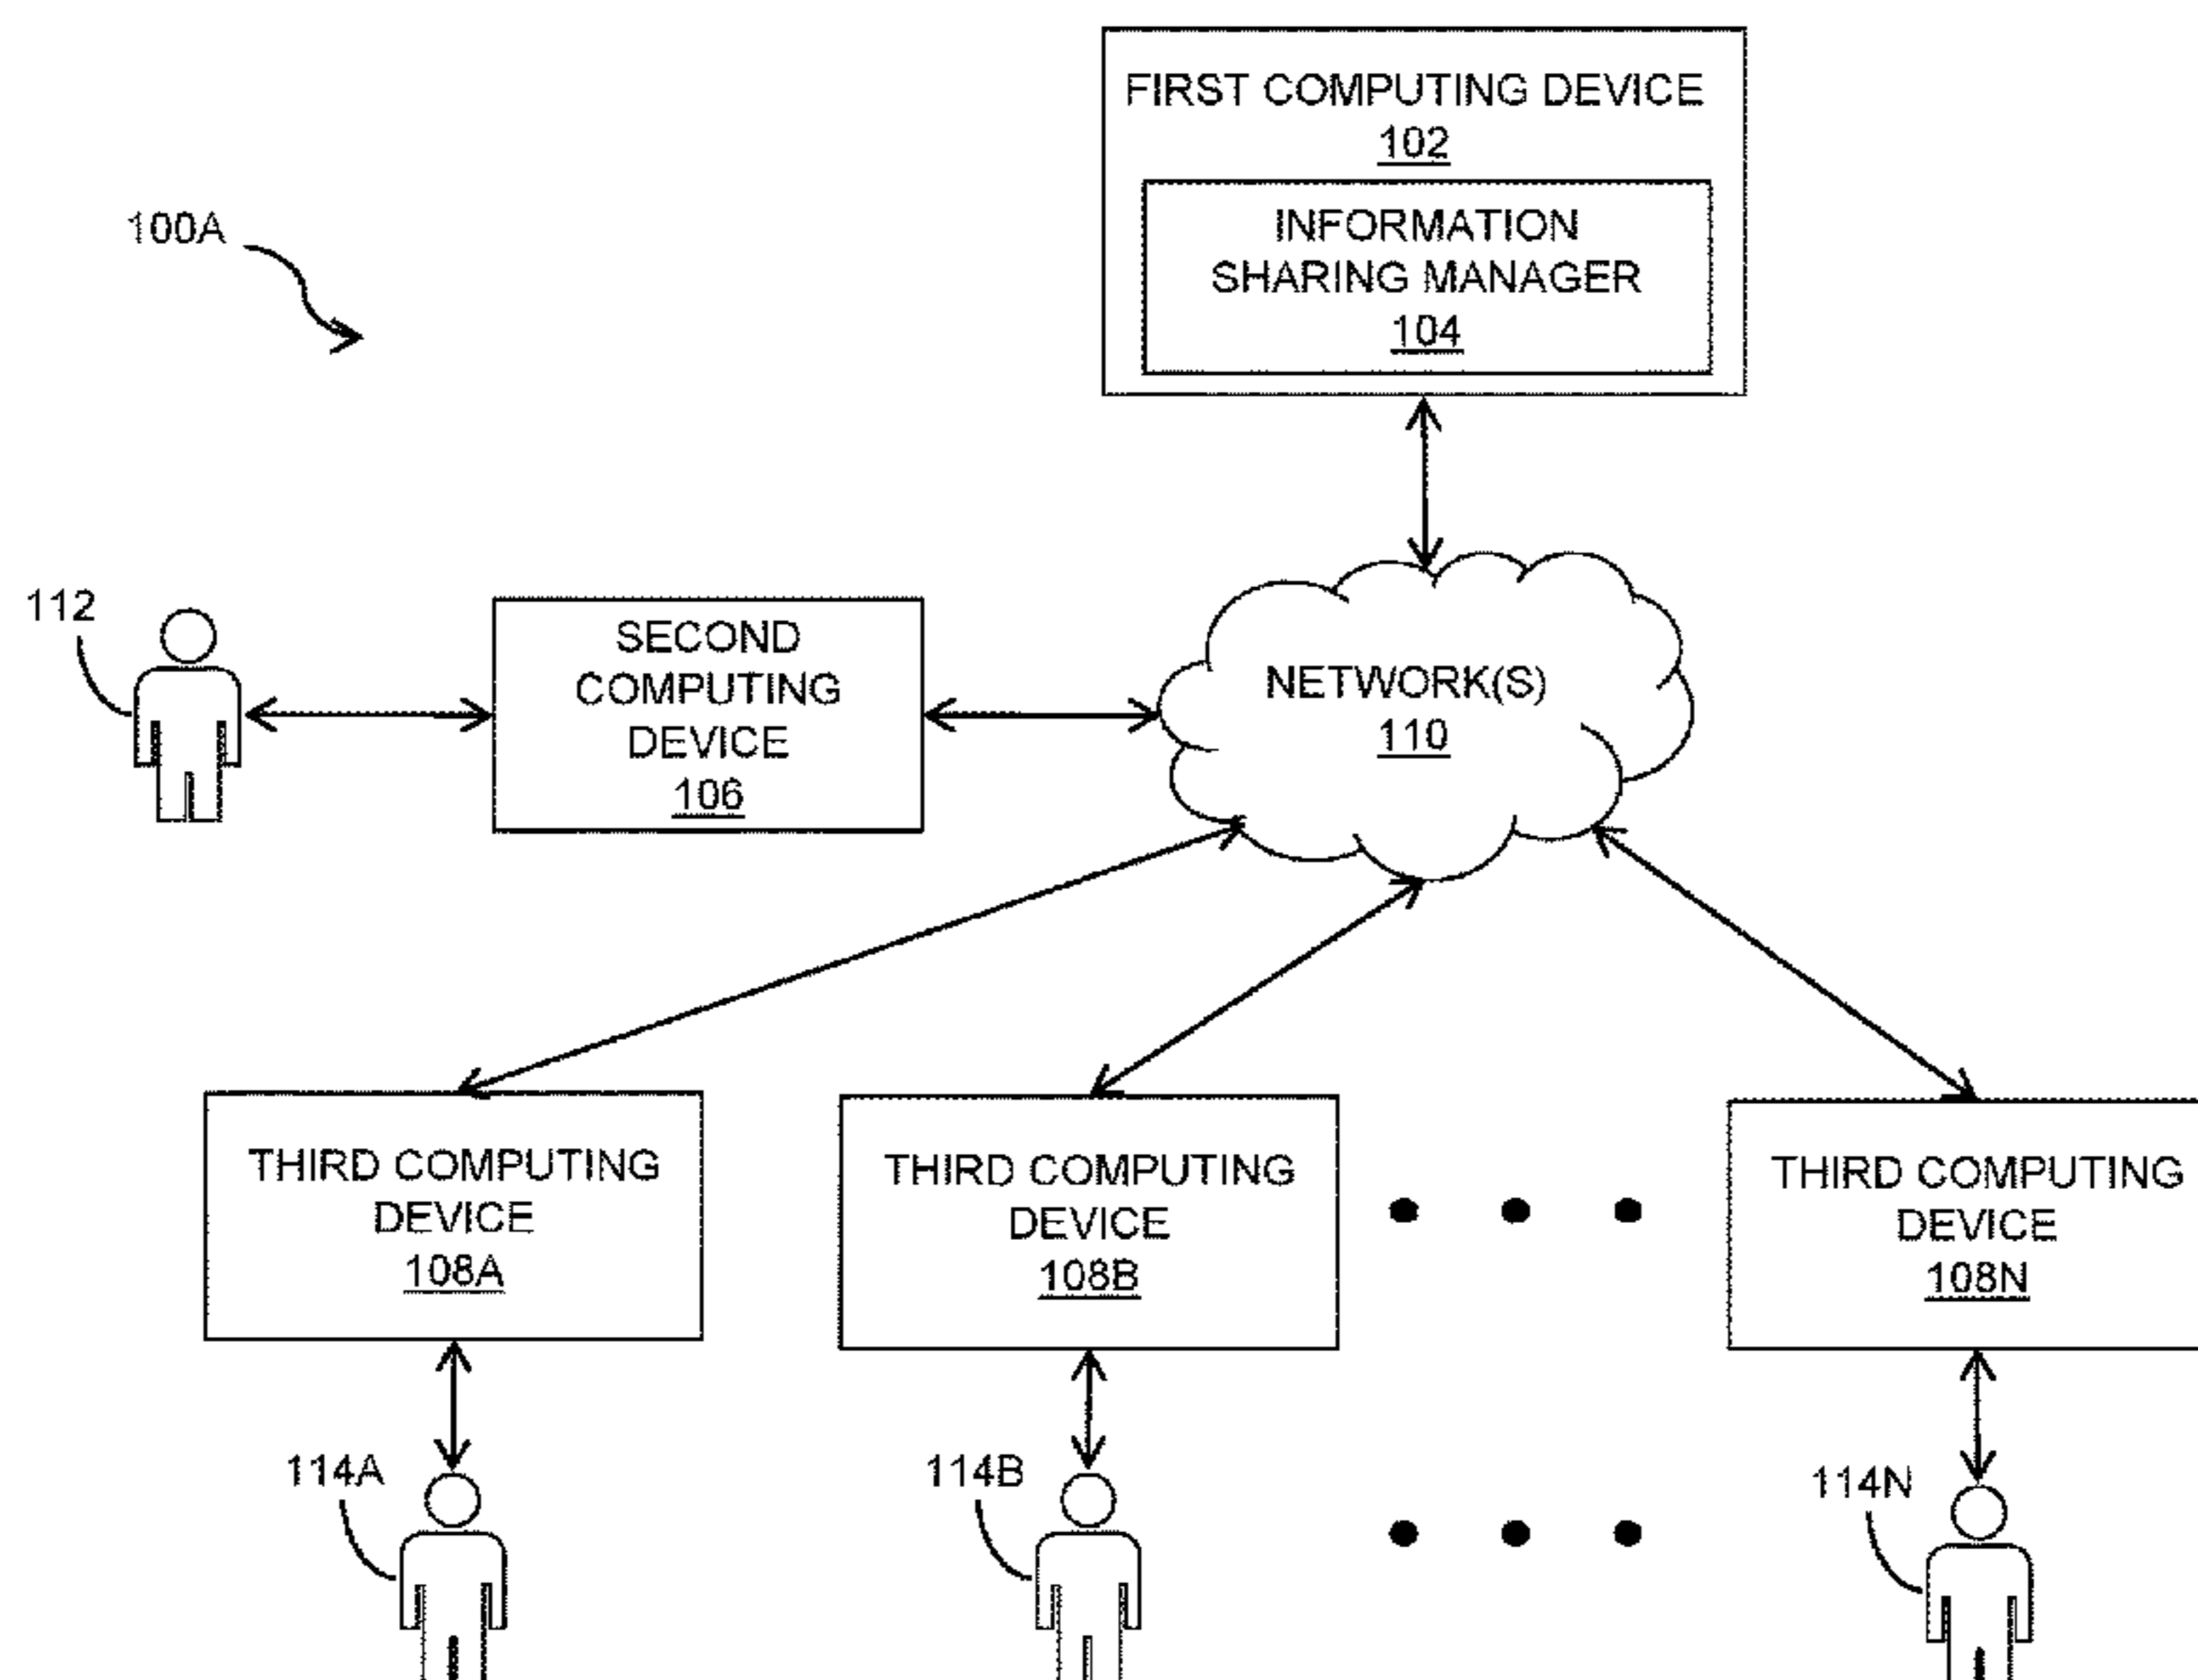 FIRST COMPUTING DEVICE
102
INFORMATION
SHARING MANAGER
104
100A
112
SECOND
COMPUTING
DEVICE
106
NETWORK(S)
110
THIRD COMPUTING
DEVICE
108A
THIRD COMPUTING
DEVICE
108B
THIRD COMPUTING
DEVICE
108N
114A
114B
114N